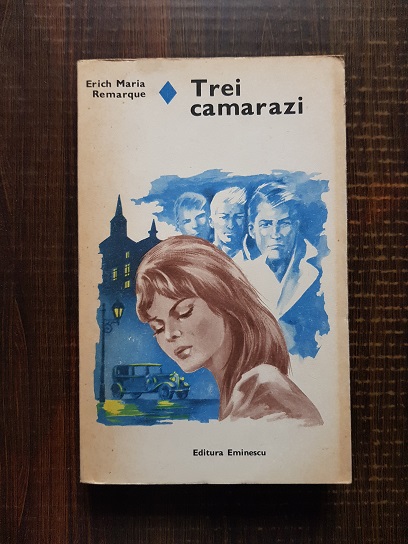 Erich Maria
Remarque
Trei
camarazi
Editura Eminescu